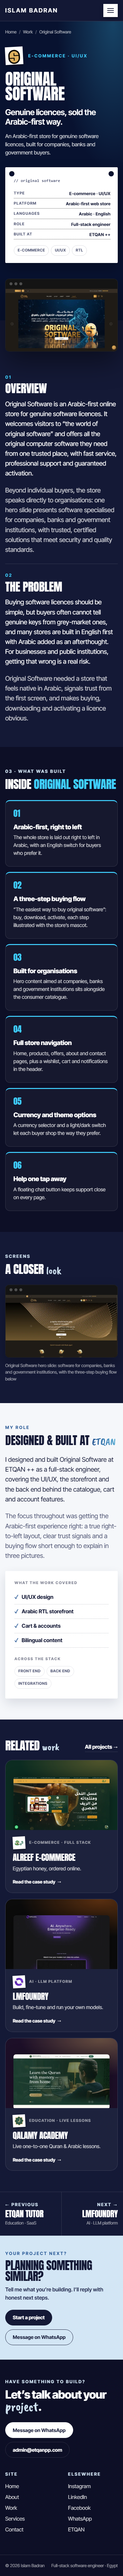 ISLAM BADRAN
Home / Work / Original Software
E-COMMERCE · UI/UX
ORIGINAL
SOFTWARE
Genuine licences, sold the
Arabic-first way.
An Arabic-first store for genuine software
licences, built for companies, banks and
government buyers.
// original software
TYPE E-commerce · UI/UX
PLATFORM Arabic-first web store
LANGUAGES Arabic · English
ROLE Full-stack engineer
BUILT AT ETQAN ++
E-COMMERCE UI/UX RTL
ORIGINAL
SOFTWARE
01
OVERVIEW
Original Software is an Arabic-first online
store for genuine software licences. It
welcomes visitors into "the world of
original software" and offers all the
original software and licences they need
from one trusted place, with fast service,
professional support and guaranteed
activation.
Beyond individual buyers, the store
speaks directly to organisations: one
hero slide presents software specialised
for companies, banks and government
institutions, with trusted, certified
solutions that meet security and quality
standards.
02
THE PROBLEM
Buying software licences should be
simple, but buyers often cannot tell
genuine keys from grey-market ones,
and many stores are built in English first
with Arabic as an afterthought. For
businesses and public institutions,
getting that wrong is a real risk.
Original Software needed a store that
feels native in Arabic, signals trust from
the first screen, and makes buying,
downloading and activating a licence
obvious.
03 · WHAT WAS BUILT
INSIDE ORIGINAL SOFTWARE
01
Arabic-first, right to left
The whole store is laid out right to left in
Arabic, with an English switch for buyers
who prefer it.
02
A three-step buying flow
"The easiest way to buy original software":
buy, download, activate, each step
illustrated with the store's mascot.
03
Built for organisations
Hero content aimed at companies, banks
and government institutions sits alongside
the consumer catalogue.
04
Full store navigation
Home, products, offers, about and contact
pages, plus a wishlist, cart and notifications
in the header.
05
Currency and theme options
A currency selector and a light/dark switch
let each buyer shop the way they prefer.
06
Help one tap away
A floating chat button keeps support close
on every page.
SCREENS
A CLOSER look
Original Software hero slide: software for companies, banks
and government institutions, with the three-step buying flow
below
MY ROLE
DESIGNED & BUILT AT ETQAN
I designed and built Original Software at
ETQAN ++ as a full-stack engineer,
covering the UI/UX, the storefront and
the back end behind the catalogue, cart
and account features.
The focus throughout was getting the
Arabic-first experience right: a true right-to-
left layout, clear trust signals and a
buying flow short enough to explain in
three pictures.
WHAT THE WORK COVERED
✓ UI/UX design
✓ Arabic RTL storefront
✓ Cart & accounts
✓ Bilingual content
ACROSS THE STACK
FRONT END BACK END
INTEGRATIONS
RELATED work
All projects →
E-COMMERCE · FULL STACK
ALREEF E-COMMERCE
Egyptian honey, ordered online.
Read the case study →
AI · LLM PLATFORM
LLMFOUNDRY
Build, fine-tune and run your own models.
Read the case study →
Learn the Quran
with renowned
teachers
EDUCATION · LIVE LESSONS
QALAMY ACADEMY
Live one-to-one Quran & Arabic lessons.
Read the case study →
← PREVIOUS
ETQAN TUTOR
Education · SaaS
NEXT →
LLMFOUNDRY
AI · LLM platform
YOUR PROJECT NEXT?
PLANNING SOMETHING
SIMILAR?
Tell me what you're building. I'll reply with
honest next steps.
Start a project
Message on WhatsApp
HAVE SOMETHING TO BUILD?
Let's talk about your
project.
Message on WhatsApp
admin@etqanpp.com
SITE
Home
About
Work
Services
Contact
ELSEWHERE
Instagram
LinkedIn
Facebook
WhatsApp
ETQAN
© 2026 Islam Badran
Full-stack software engineer · Egypt